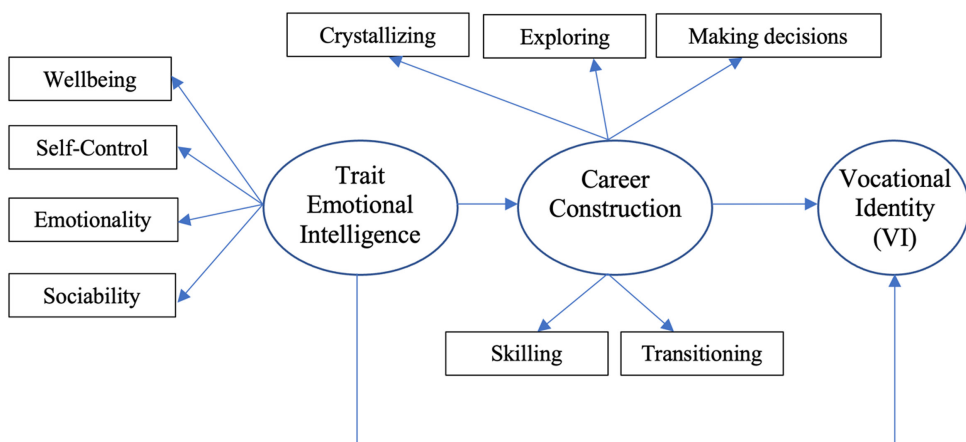 Crystallizing
Exploring
Making decisions
Wellbeing
Self-Control
Emotionality
Sociability
Trait
Emotional
Intelligence
Career
Construction
Vocational
Identity
(VI)
Skilling
Transitioning